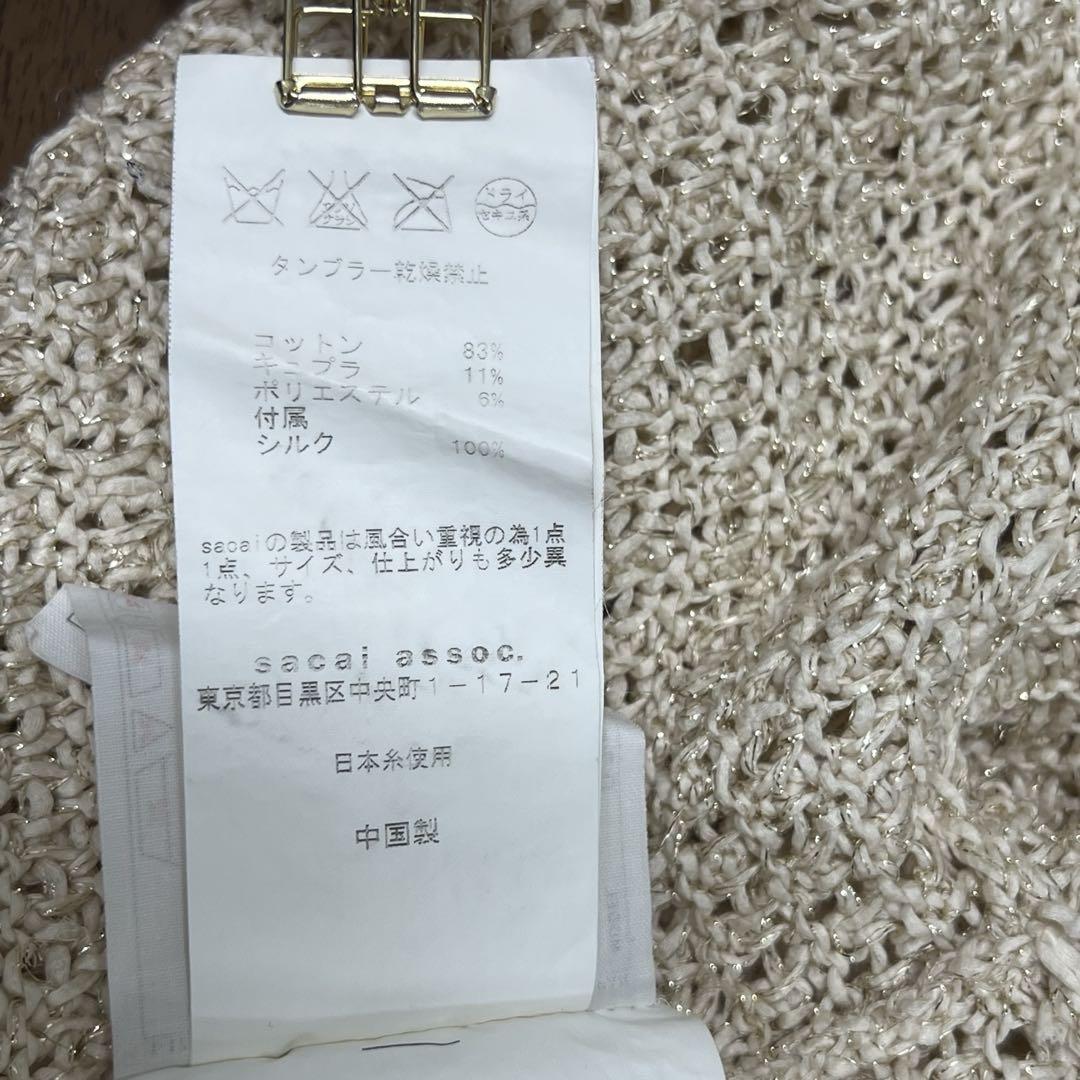 ドライ
セキユ系
タンブラー乾燥禁止
コットン 83%
キュプラ 11%
ポリエステル 6%
付属
シルク 100%
sacaiの製品は風合い重視の為1点
1点、サイズ、仕上がりも多少異
なります。
sacai assoc.
東京都目黒区中央町1-17-21
日本糸使用
中国製